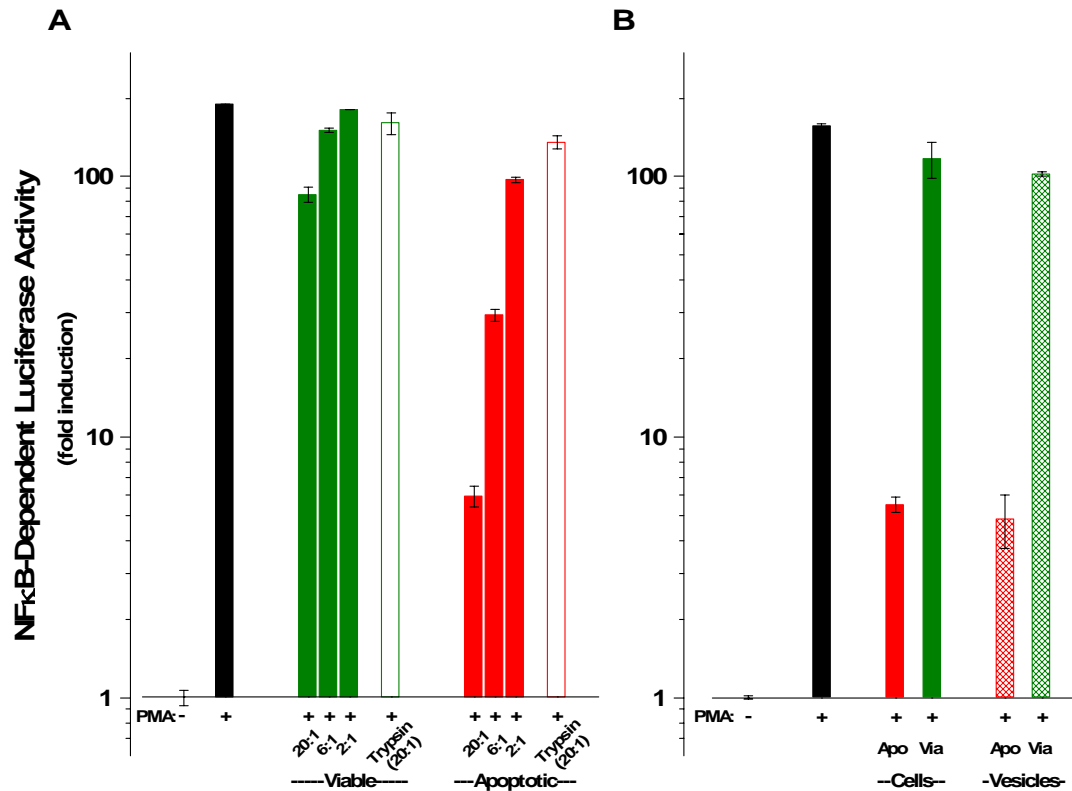 A
B
NFκB-Dependent Luciferase Activity
(fold induction)
100
10
1
100
10
1
PMA: - + + + + + + + + +
20:1 6:1 2:1 Trypsin (20:1) 20:1 6:1 2:1 Trypsin (20:1)
-----Viable----- ---Apoptotic---
PMA: - + + + + +
Apo Via Apo Via
--Cells-- -Vesicles-